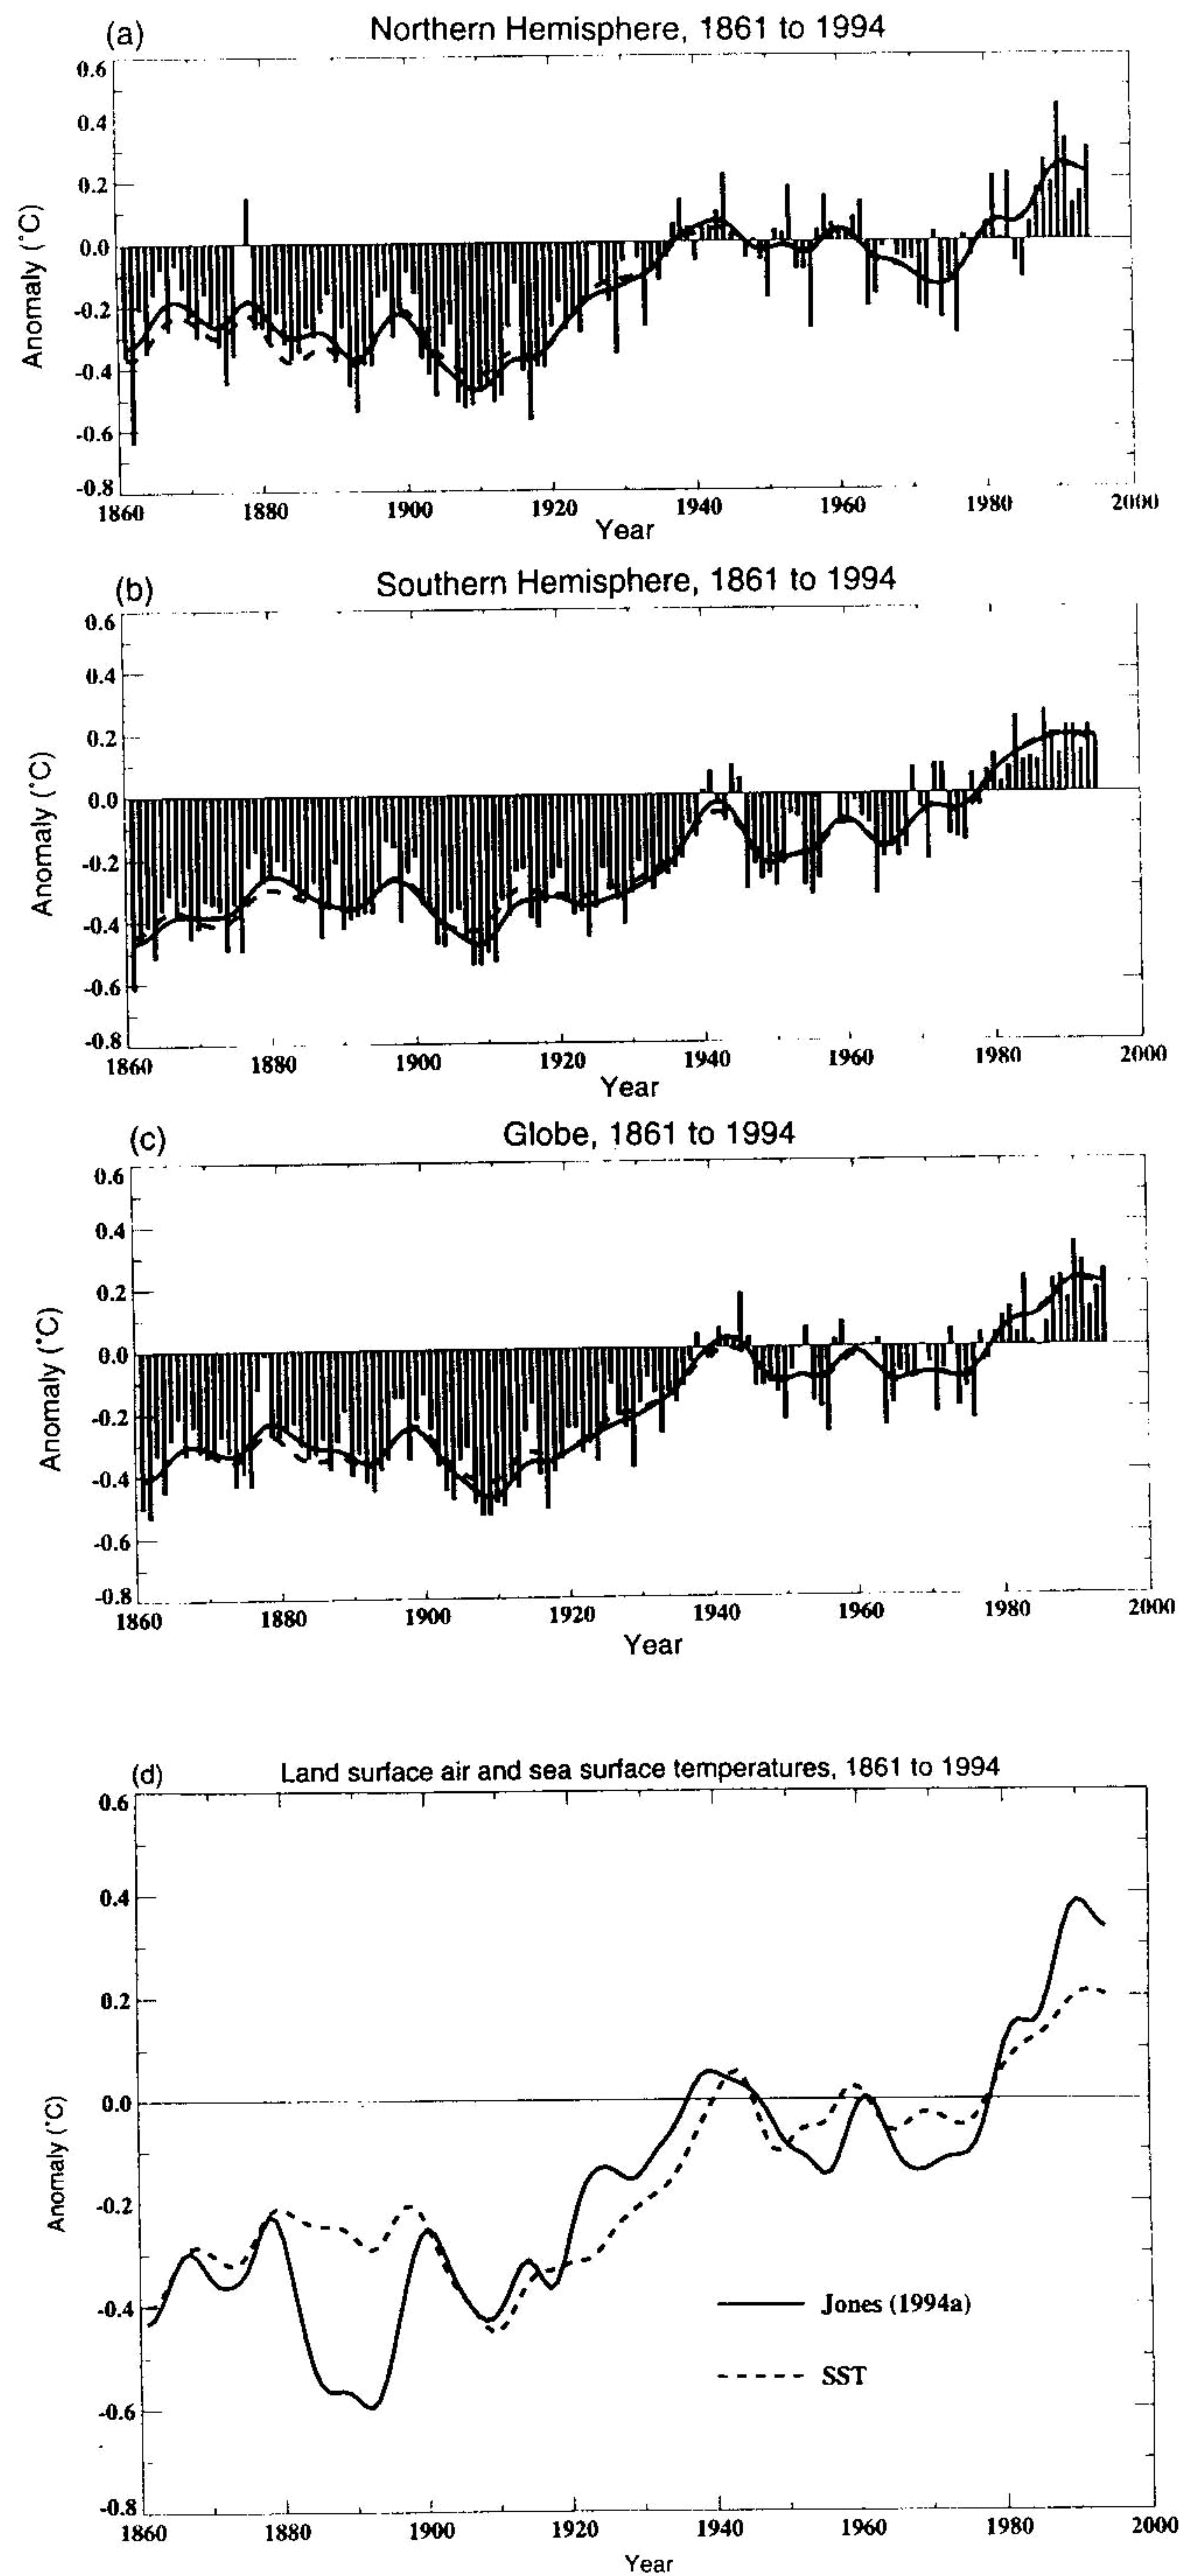 (a) Northern Hemisphere, 1861 to 1994
0.6
0.4
0.2
0.0
-0.2
-0.4
-0.6
-0.8
Anomaly (°C)
1860 1880 1900 1920 1940 1960 1980 2000
Year
(b) Southern Hemisphere, 1861 to 1994
0.6
0.4
0.2
0.0
-0.2
-0.4
-0.6
-0.8
Anomaly (°C)
1860 1880 1900 1920 1940 1960 1980 2000
Year
(c) Globe, 1861 to 1994
0.6
0.4
0.2
0.0
-0.2
-0.4
-0.6
-0.8
Anomaly (°C)
1860 1880 1900 1920 1940 1960 1980 2000
Year
(d) Land surface air and sea surface temperatures, 1861 to 1994
0.6
0.4
0.2
0.0
-0.2
-0.4
-0.6
-0.8
Anomaly (°C)
Jones (1994a)
SST
1860 1880 1900 1920 1940 1960 1980 2000
Year